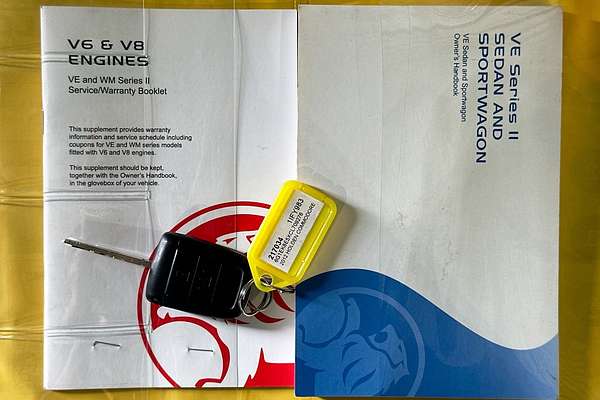 V6 & V8
ENGINES
VE and WM Series II
Service/Warranty Booklet
This supplement provides warranty
information and service schedule including
coupons for VE and WM series models
fitted with V6 and V8 engines.
This supplement should be kept,
together with the Owner's Handbook,
in the glovebox of your vehicle.
VE Series II
SEDAN AND
SPORTWAGON
VE Sedan and Sportwagon
Owner's Handbook
217034 1IFY983
2012 HOLDEN COMMODORE